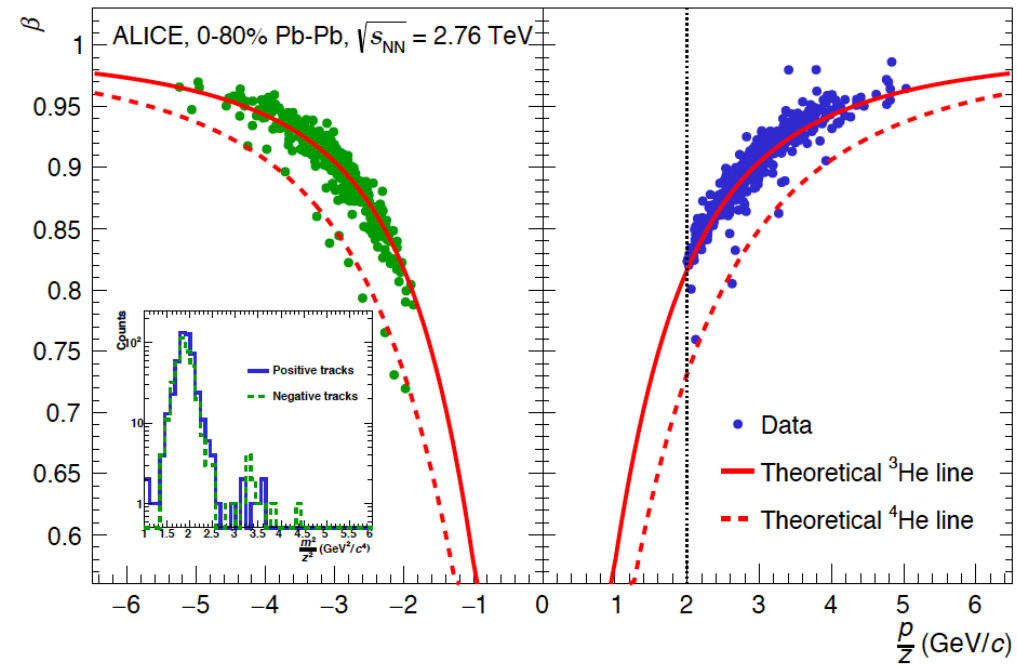 β
ALICE, 0-80% Pb-Pb, √sNN = 2.76 TeV
1
0.95
0.9
0.85
0.8
0.75
0.7
0.65
0.6
Counts
10²
10
1
Positive tracks
Negative tracks
1 1.5 2 2.5 3 3.5 4 4.5 5 5.5 6
m²/z² (GeV²/c⁴)
Data
Theoretical ³He line
Theoretical ⁴He line
−6 −5 −4 −3 −2 −1 0 1 2 3 4 5 6
p/z (GeV/c)